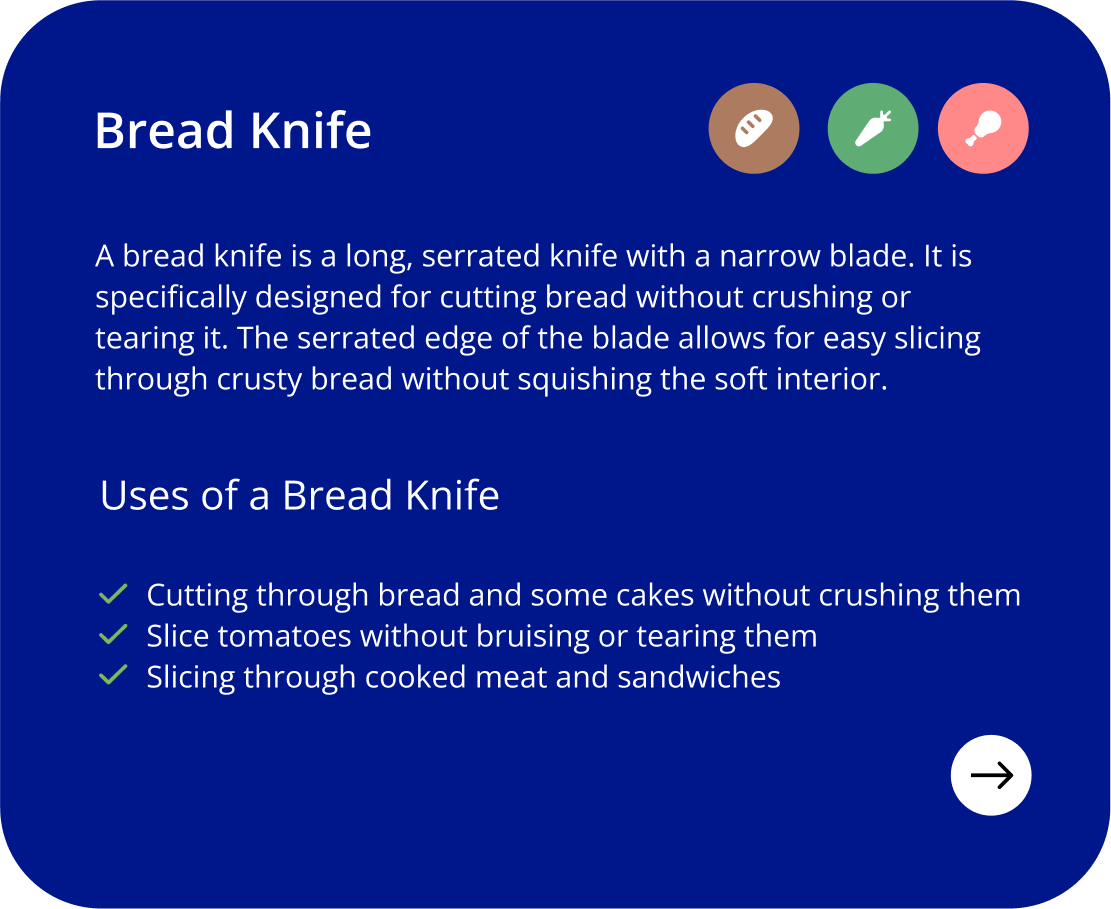 Bread Knife
A bread knife is a long, serrated knife with a narrow blade. It is
specifically designed for cutting bread without crushing or
tearing it. The serrated edge of the blade allows for easy slicing
through crusty bread without squishing the soft interior.
Uses of a Bread Knife
Cutting through bread and some cakes without crushing them
Slice tomatoes without bruising or tearing them
Slicing through cooked meat and sandwiches